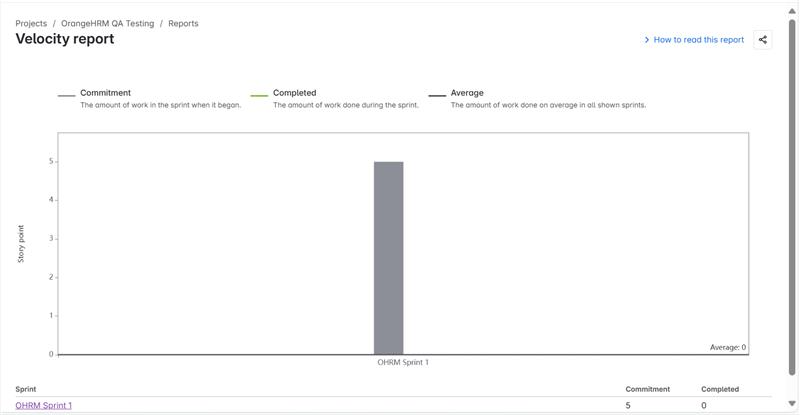 Projects / OrangeHRM QA Testing / Reports
Velocity report
How to read this report
Commitment
The amount of work in the sprint when it began.
Completed
The amount of work done during the sprint.
Average
The amount of work done on average in all shown sprints.
Story point
5
4
3
2
1
0
Average: 0
OHRM Sprint 1
Sprint Commitment Completed
OHRM Sprint 1 5 0